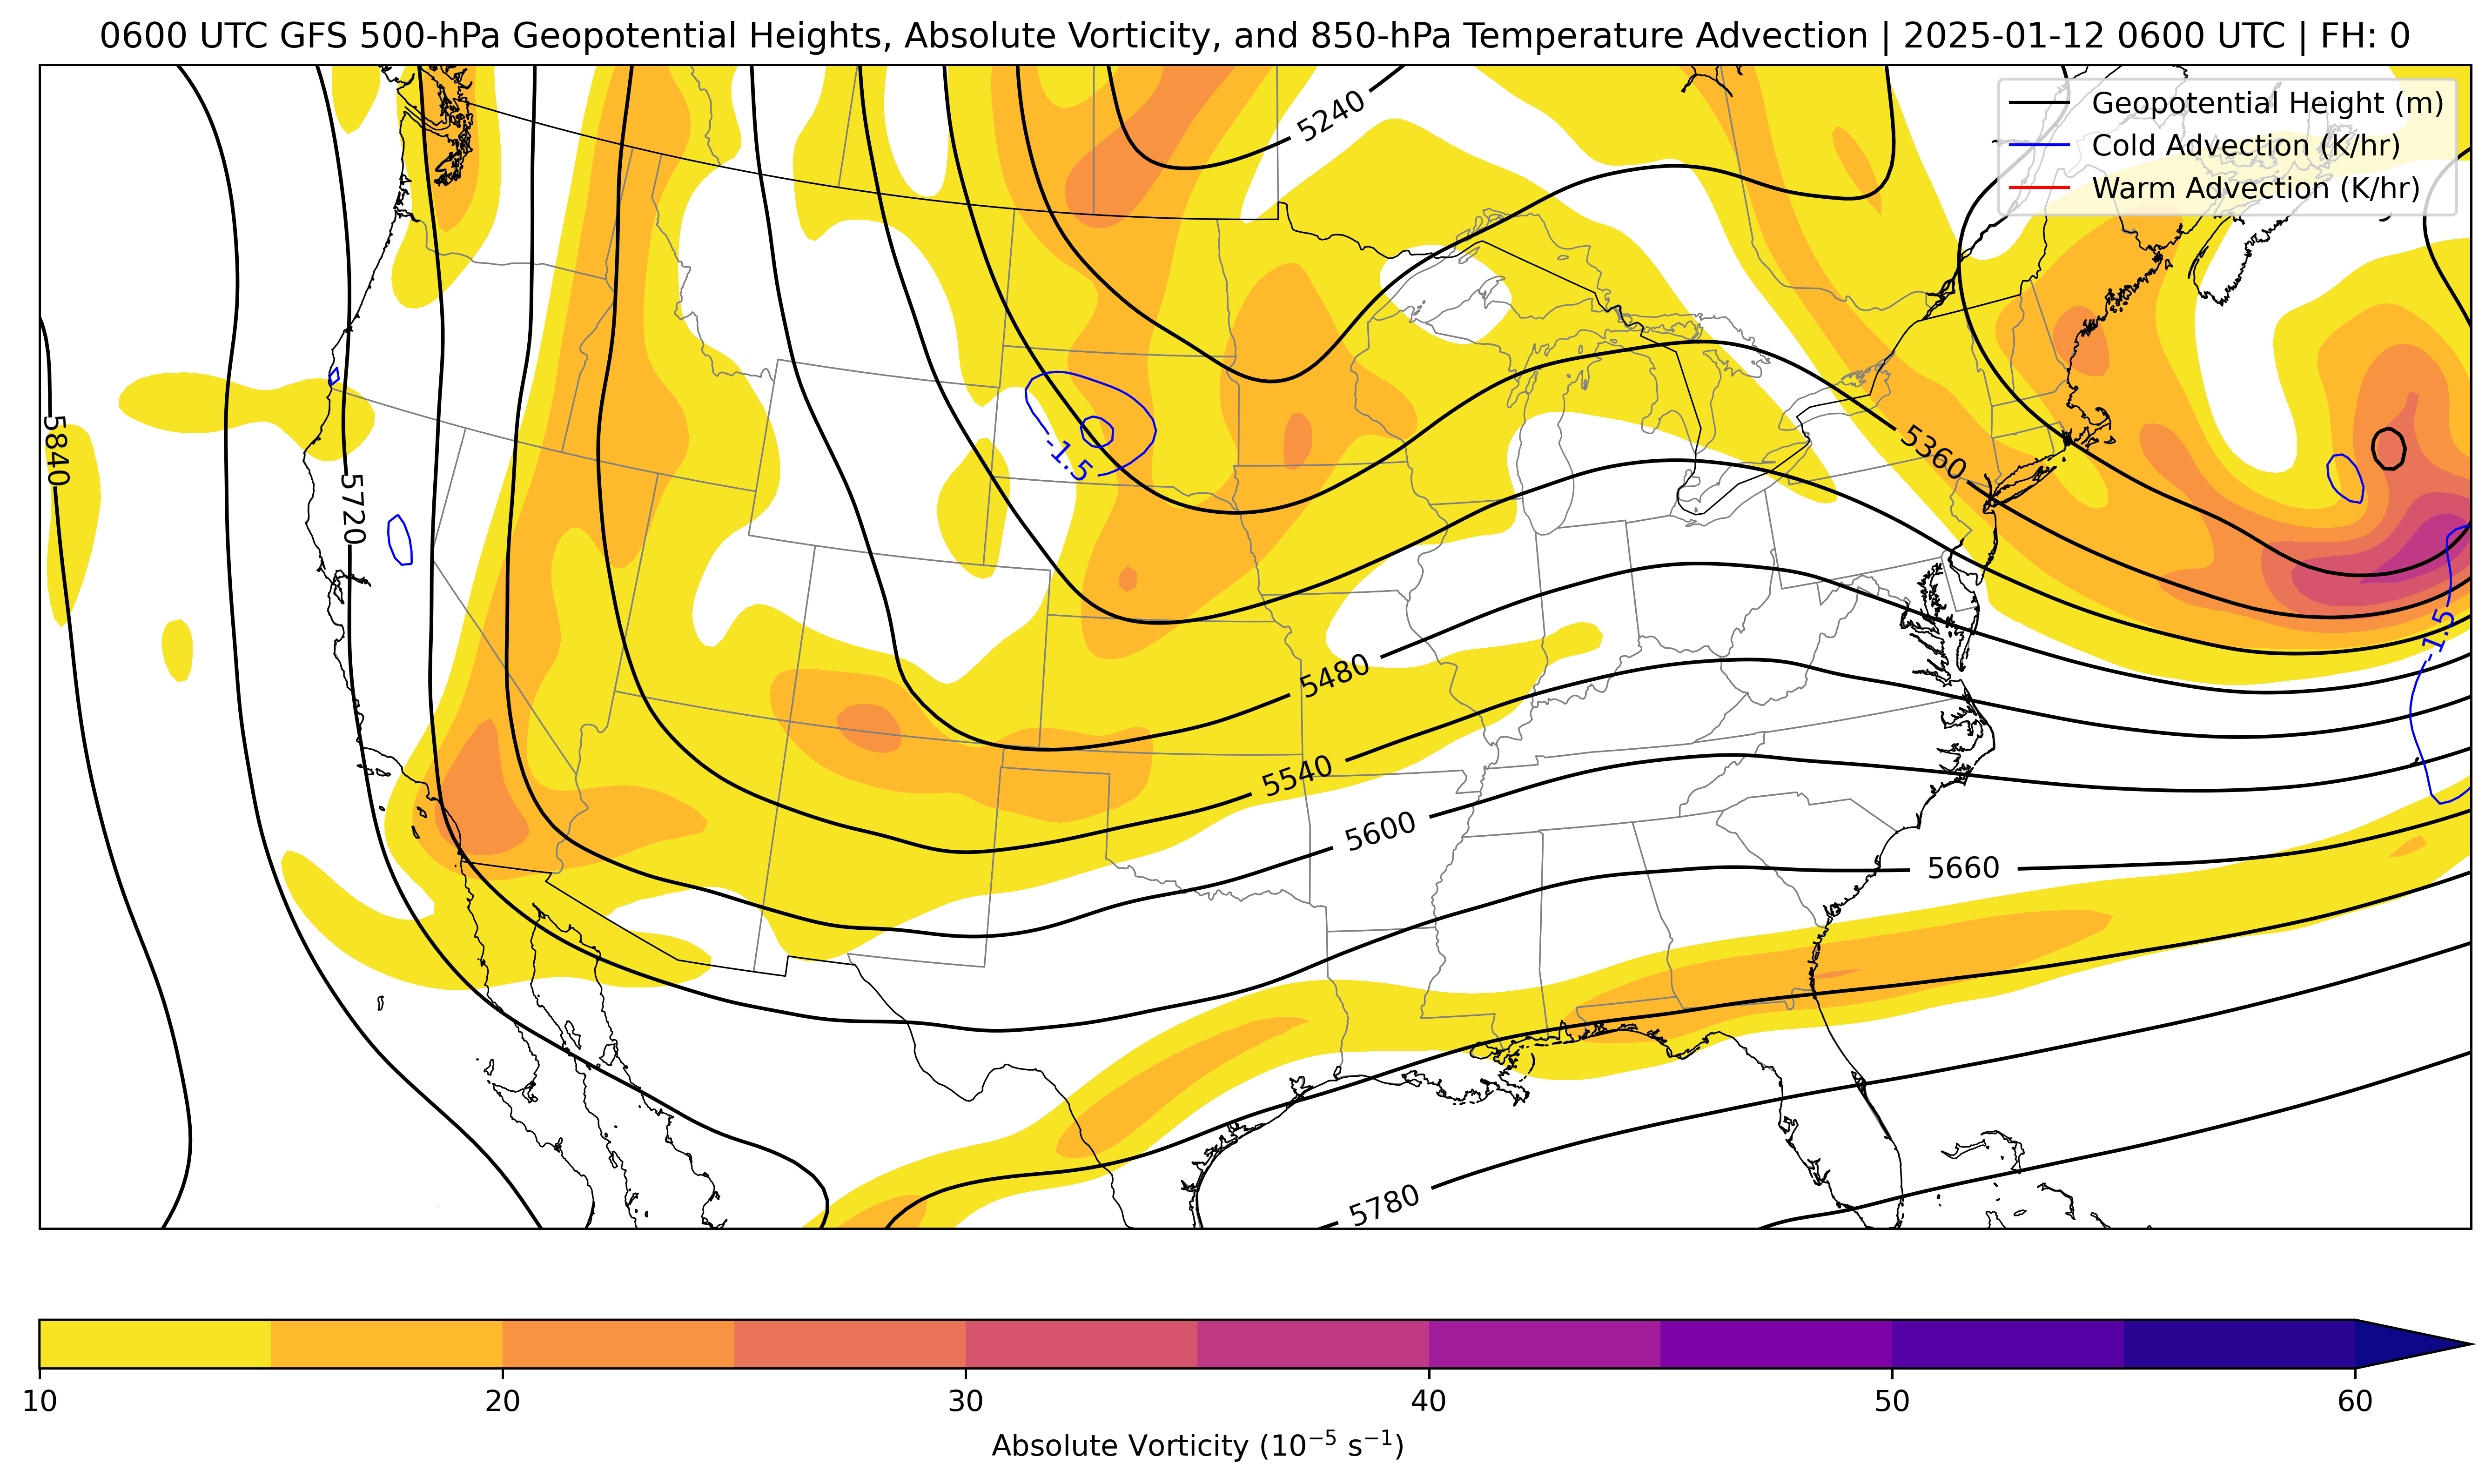 0600 UTC GFS 500-hPa Geopotential Heights, Absolute Vorticity, and 850-hPa Temperature Advection | 2025-01-12 0600 UTC | FH: 0
Geopotential Height (m)
Cold Advection (K/hr)
Warm Advection (K/hr)
5240
5840
5720
-1.5
5360
-1.5
5480
5540
5600
5660
5780
10 20 30 40 50 60
Absolute Vorticity (10⁻⁵ s⁻¹)